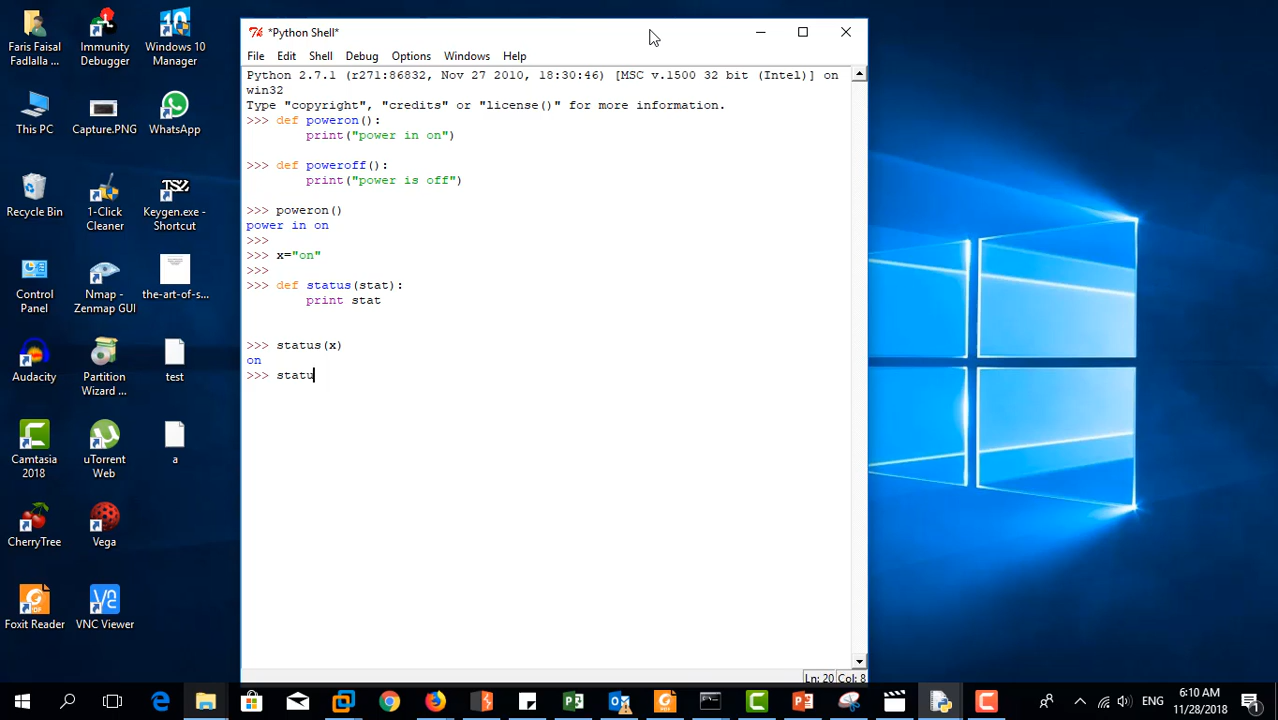 *Python Shell*
File Edit Shell Debug Options Windows Help
Python 2.7.1 (r271:86832, Nov 27 2010, 18:30:46) [MSC v.1500 32 bit (Intel)] on
win32
Type "copyright", "credits" or "license()" for more information.
>>> def poweron():
print("power in on")
>>> def poweroff():
print("power is off")
>>> poweron()
power in on
>>>
>>> x="on"
>>>
>>> def status(stat):
print stat
>>> status(x)
on
>>> statu
Ln: 20 Col: 8
Faris Faisal
Fadlalla ...
Immunity
Debugger
Windows 10
Manager
This PC
Capture.PNG
WhatsApp
Recycle Bin
1-Click
Cleaner
Keygen.exe -
Shortcut
Control
Panel
Nmap -
Zenmap GUI
the-art-of-s...
Audacity
Partition
Wizard ...
test
Camtasia
2018
uTorrent
Web
a
CherryTree
Vega
Foxit Reader
VNC Viewer
ENG
6:10 AM
11/28/2018
1